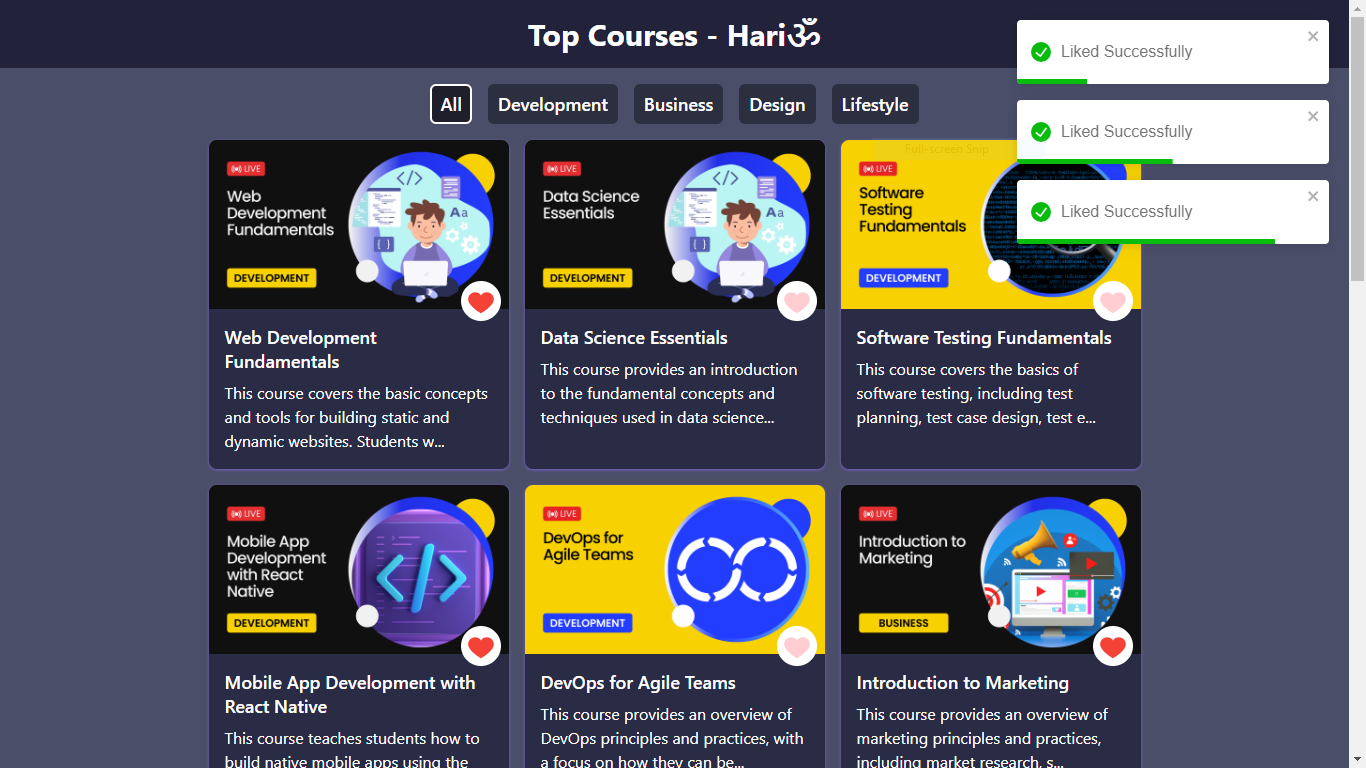 Top Courses - Hariॐ
Liked Successfully
Liked Successfully
Liked Successfully
All
Development
Business
Design
Lifestyle
Full-screen Snip
LIVE
Web
Development
Fundamentals
DEVELOPMENT
Aa
Web Development
Fundamentals
This course covers the basic concepts
and tools for building static and
dynamic websites. Students w...
LIVE
Data Science
Essentials
DEVELOPMENT
Aa
Data Science Essentials
This course provides an introduction
to the fundamental concepts and
techniques used in data science...
LIVE
Software
Testing
Fundamentals
DEVELOPMENT
Software Testing Fundamentals
This course covers the basics of
software testing, including test
planning, test case design, test e...
LIVE
Mobile App
Development
with React
Native
DEVELOPMENT
Mobile App Development with
React Native
This course teaches students how to
build native mobile apps using the
LIVE
DevOps for
Agile Teams
DEVELOPMENT
DevOps for Agile Teams
This course provides an overview of
DevOps principles and practices, with
a focus on how they can be...
LIVE
Introduction to
Marketing
BUSINESS
Introduction to Marketing
This course provides an overview of
marketing principles and practices,
including market research, s...